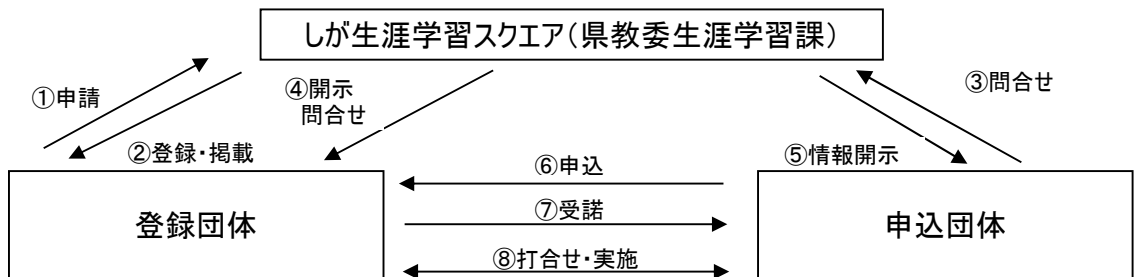 しが生涯学習スクエア(県教委生涯学習課)
①申請
④開示
問合せ
③問合せ
②登録・掲載
⑤情報開示
⑥申込
登録団体
⑦受諾
申込団体
⑧打合せ・実施